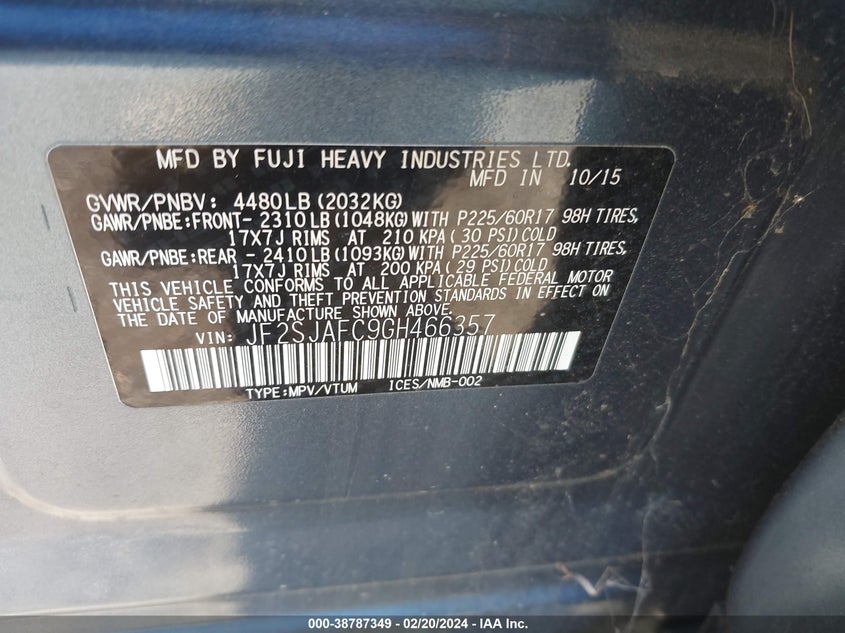 MFD BY FUJI HEAVY INDUSTRIES LTD.
MFD IN 10/15
GVWR/PNBV: 4480LB (2032KG)
GAWR/PNBE:FRONT- 2310LB (1048KG) WITH P225/60R17 98H TIRES,
17X7J RIMS AT 210 KPA (30 PSI) COLD
GAWR/PNBE:REAR - 2410LB (1093KG) WITH P225/60R17 98H TIRES,
17X7J RIMS AT 200 KPA (29 PSI) COLD
THIS VEHICLE CONFORMS TO ALL APPLICABLE FEDERAL MOTOR
VEHICLE SAFETY AND THEFT PREVENTION STANDARDS IN EFFECT ON
THE DATE OF MANUFACTURE SHOWN ABOVE.
VIN: JF2SJAFC9GH466357
TYPE:MPV/VTUM ICES/NMB-002
000-38787349 - 02/20/2024 - IAA Inc.